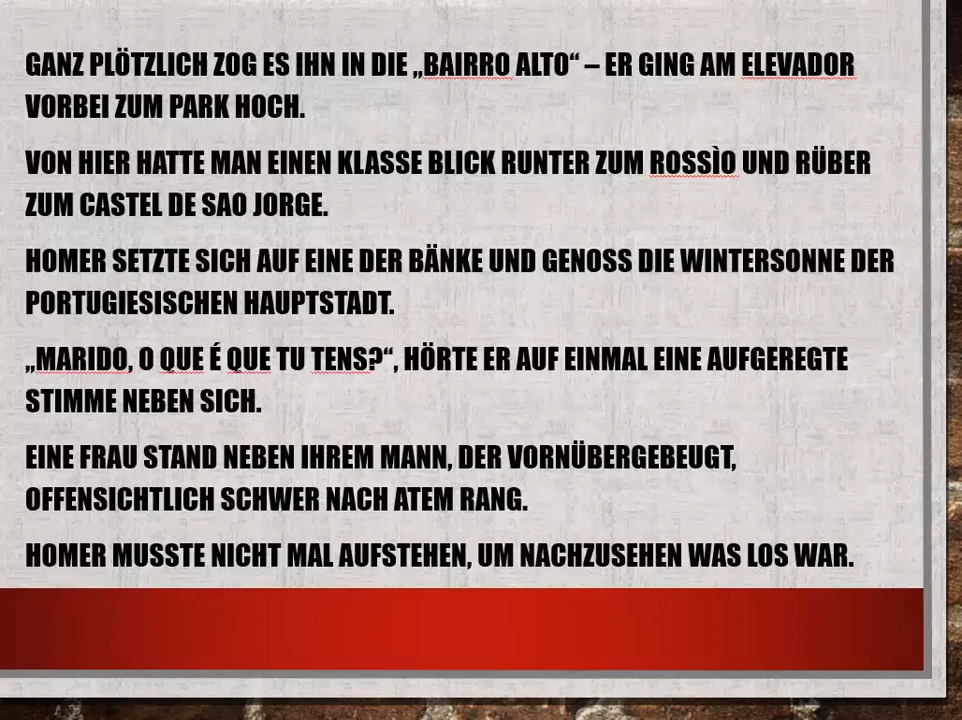 GANZ PLÖTZLICH ZOG ES IHN IN DIE „BAIRRO ALTO“ – ER GING AM ELEVADOR
VORBEI ZUM PARK HOCH.
VON HIER HATTE MAN EINEN KLASSE BLICK RUNTER ZUM ROSSÌO UND RÜBER
ZUM CASTEL DE SAO JORGE.
HOMER SETZTE SICH AUF EINE DER BÄNKE UND GENOSS DIE WINTERSONNE DER
PORTUGIESISCHEN HAUPTSTADT.
„MARIDO, O QUE É QUE TU TENS?“, HÖRTE ER AUF EINMAL EINE AUFGEREGTE
STIMME NEBEN SICH.
EINE FRAU STAND NEBEN IHREM MANN, DER VORNÜBERGEBEUGT,
OFFENSICHTLICH SCHWER NACH ATEM RANG.
HOMER MUSSTE NICHT MAL AUFSTEHEN, UM NACHZUSEHEN WAS LOS WAR.